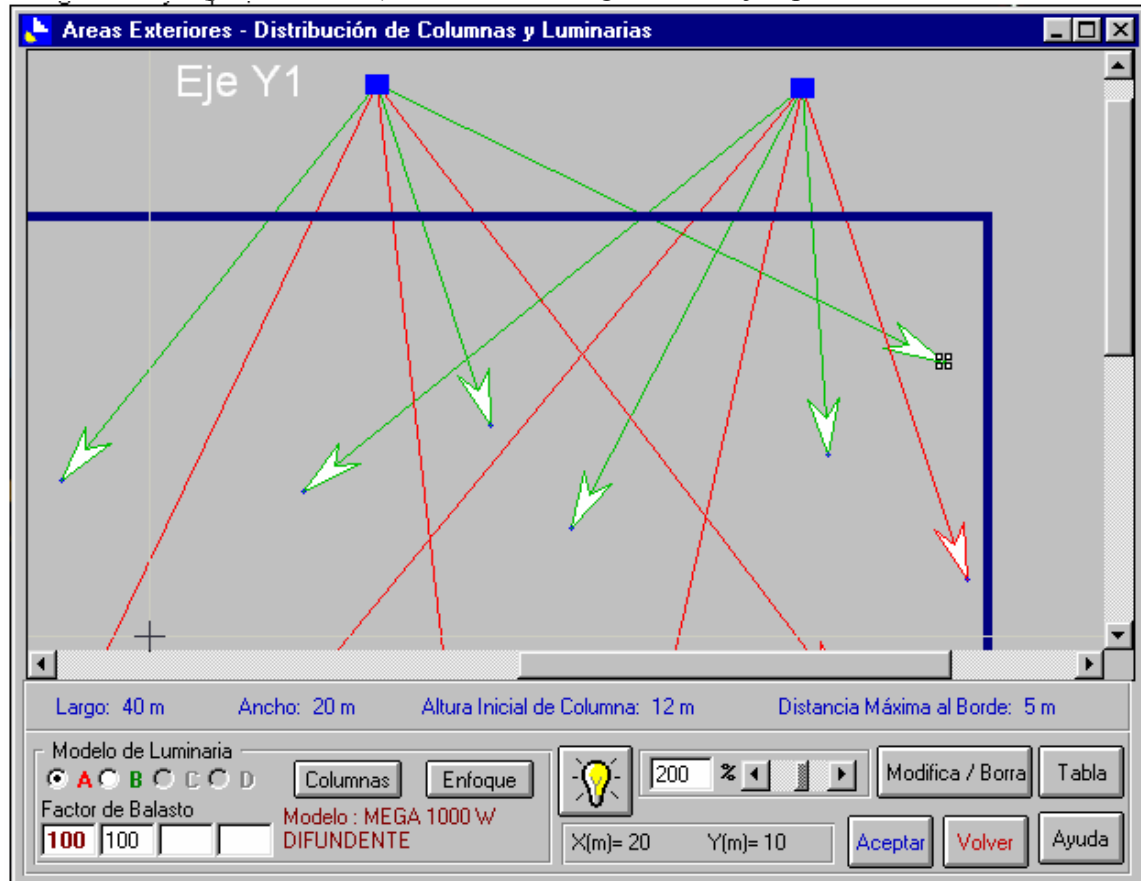 Areas Exteriores - Distribución de Columnas y Luminarias
Eje Y1
Largo: 40 m Ancho: 20 m Altura Inicial de Columna: 12 m Distancia Máxima al Borde: 5 m
Modelo de Luminaria
A B C D
Columnas Enfoque
200 %
Modifica / Borra Tabla
Factor de Balasto
100 100
Modelo : MEGA 1000 W
DIFUNDENTE
X(m)= 20 Y(m)= 10
Aceptar Volver Ayuda